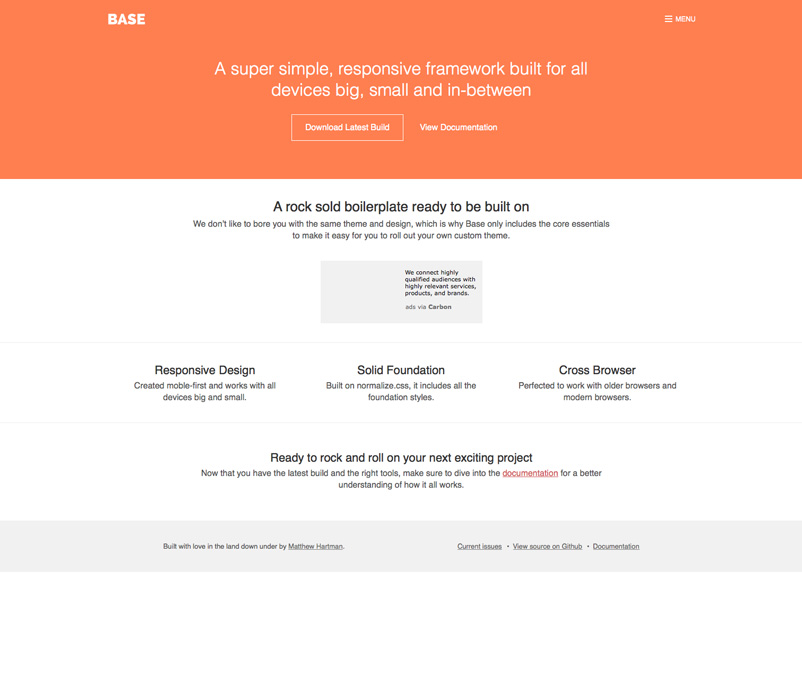 BASE
MENU
A super simple, responsive framework built for all
devices big, small and in-between
Download Latest Build
View Documentation
A rock sold boilerplate ready to be built on
We don't like to bore you with the same theme and design, which is why Base only includes the core essentials
to make it easy for you to roll out your own custom theme.
We connect highly
qualified audiences with
highly relevant services,
products, and brands.
ads via Carbon
Responsive Design
Created moble-first and works with all
devices big and small.
Solid Foundation
Built on normalize.css, it includes all the
foundation styles.
Cross Browser
Perfected to work with older browsers and
modern browsers.
Ready to rock and roll on your next exciting project
Now that you have the latest build and the right tools, make sure to dive into the documentation for a better
understanding of how it all works.
Built with love in the land down under by Matthew Hartman.
Current issues • View source on Github • Documentation